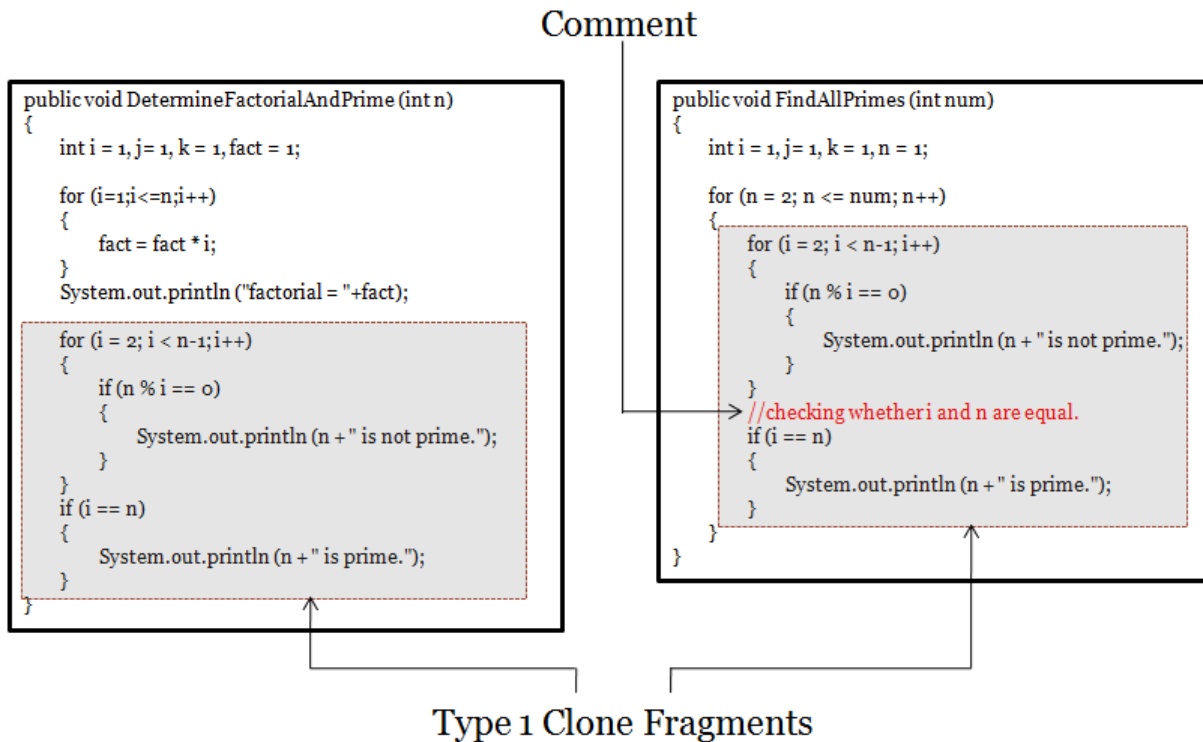 Comment
public void DetermineFactorialAndPrime (int n)
{
int i = 1, j= 1, k = 1, fact = 1;
for (i=1;i<=n;i++)
{
fact = fact * i;
}
System.out.println ("factorial = "+fact);
for (i = 2; i < n-1;i++)
{
if (n % i == 0)
{
System.out.println (n + " is not prime.");
}
}
if (i == n)
{
System.out.println (n + " is prime.");
}
}
public void FindAllPrimes (int num)
{
int i = 1, j= 1, k = 1, n = 1;
for (n = 2; n <= num; n++)
{
for (i = 2; i < n-1; i++)
{
if (n % i == 0)
{
System.out.println (n + " is not prime.");
}
}
//checking whether i and n are equal.
if (i == n)
{
System.out.println (n + " is prime.");
}
}
}
Type 1 Clone Fragments